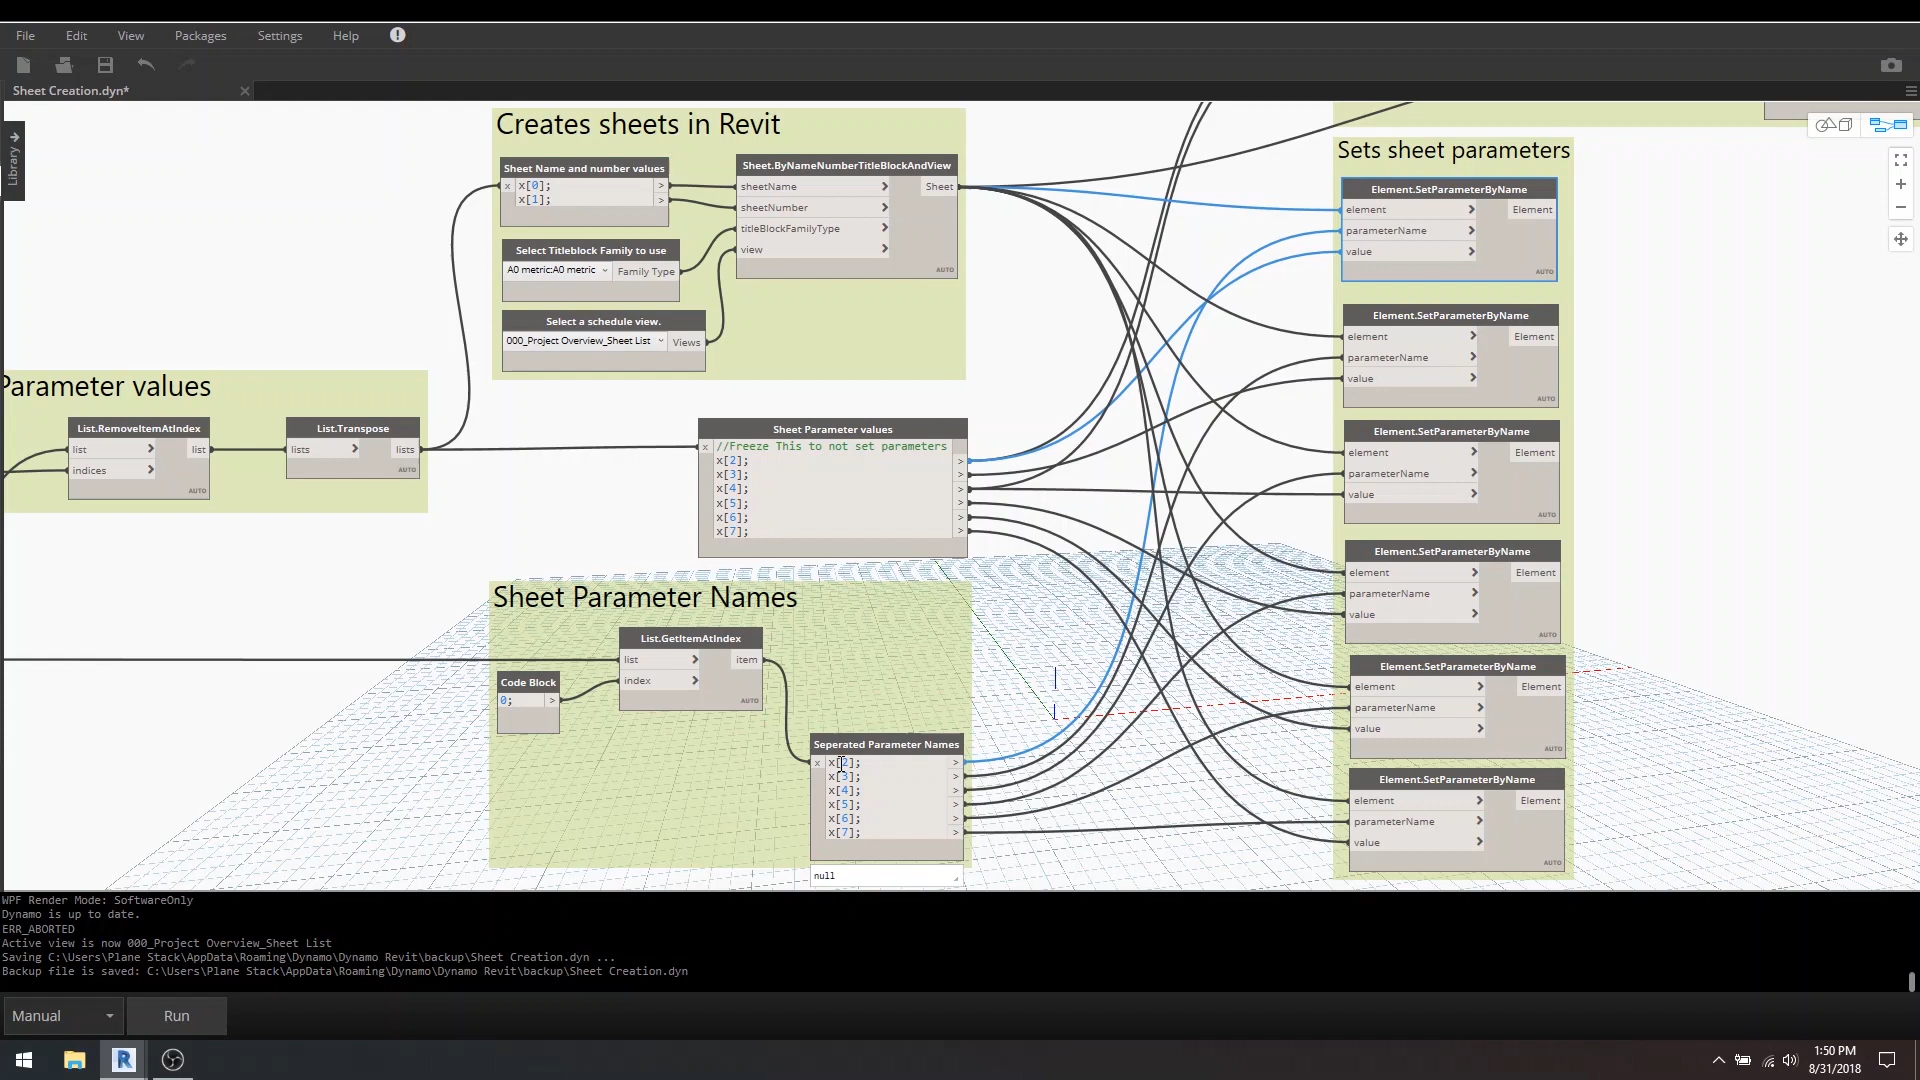 File Edit View Packages Settings Help
Sheet Creation.dyn*
Library
Creates sheets in Revit
Sheet Name and number values
x x[0]; >
x[1]; >
Sheet.ByNameNumberTitleBlockAndView
sheetName > Sheet
sheetNumber >
titleBlockFamilyType >
view >
AUTO
Select Titleblock Family to use
A0 metric:A0 metric Family Type
Select a schedule view.
000_Project Overview_Sheet List Views
Parameter values
List.RemoveItemAtIndex
list > list
indices >
AUTO
List.Transpose
lists > lists
AUTO
Sheet Parameter values
x //Freeze This to not set parameters
x[2]; >
x[3]; >
x[4]; >
x[5]; >
x[6]; >
x[7]; >
Sheet Parameter Names
List.GetItemAtIndex
list > item
index >
AUTO
Code Block
0; >
Seperated Parameter Names
x x[2]; >
x[3]; >
x[4]; >
x[5]; >
x[6]; >
x[7]; >
null
Sets sheet parameters
Element.SetParameterByName
element > Element
parameterName >
value >
AUTO
Element.SetParameterByName
element > Element
parameterName >
value >
AUTO
Element.SetParameterByName
element > Element
parameterName >
value >
AUTO
Element.SetParameterByName
element > Element
parameterName >
value >
AUTO
Element.SetParameterByName
element > Element
parameterName >
value >
AUTO
Element.SetParameterByName
element > Element
parameterName >
value >
AUTO
WPF Render Mode: SoftwareOnly
Dynamo is up to date.
ERR_ABORTED
Active view is now 000_Project Overview_Sheet List
Saving C:\Users\Plane Stack\AppData\Roaming\Dynamo\Dynamo Revit\backup\Sheet Creation.dyn ...
Backup file is saved: C:\Users\Plane Stack\AppData\Roaming\Dynamo\Dynamo Revit\backup\Sheet Creation.dyn
Manual Run
1:50 PM
8/31/2018